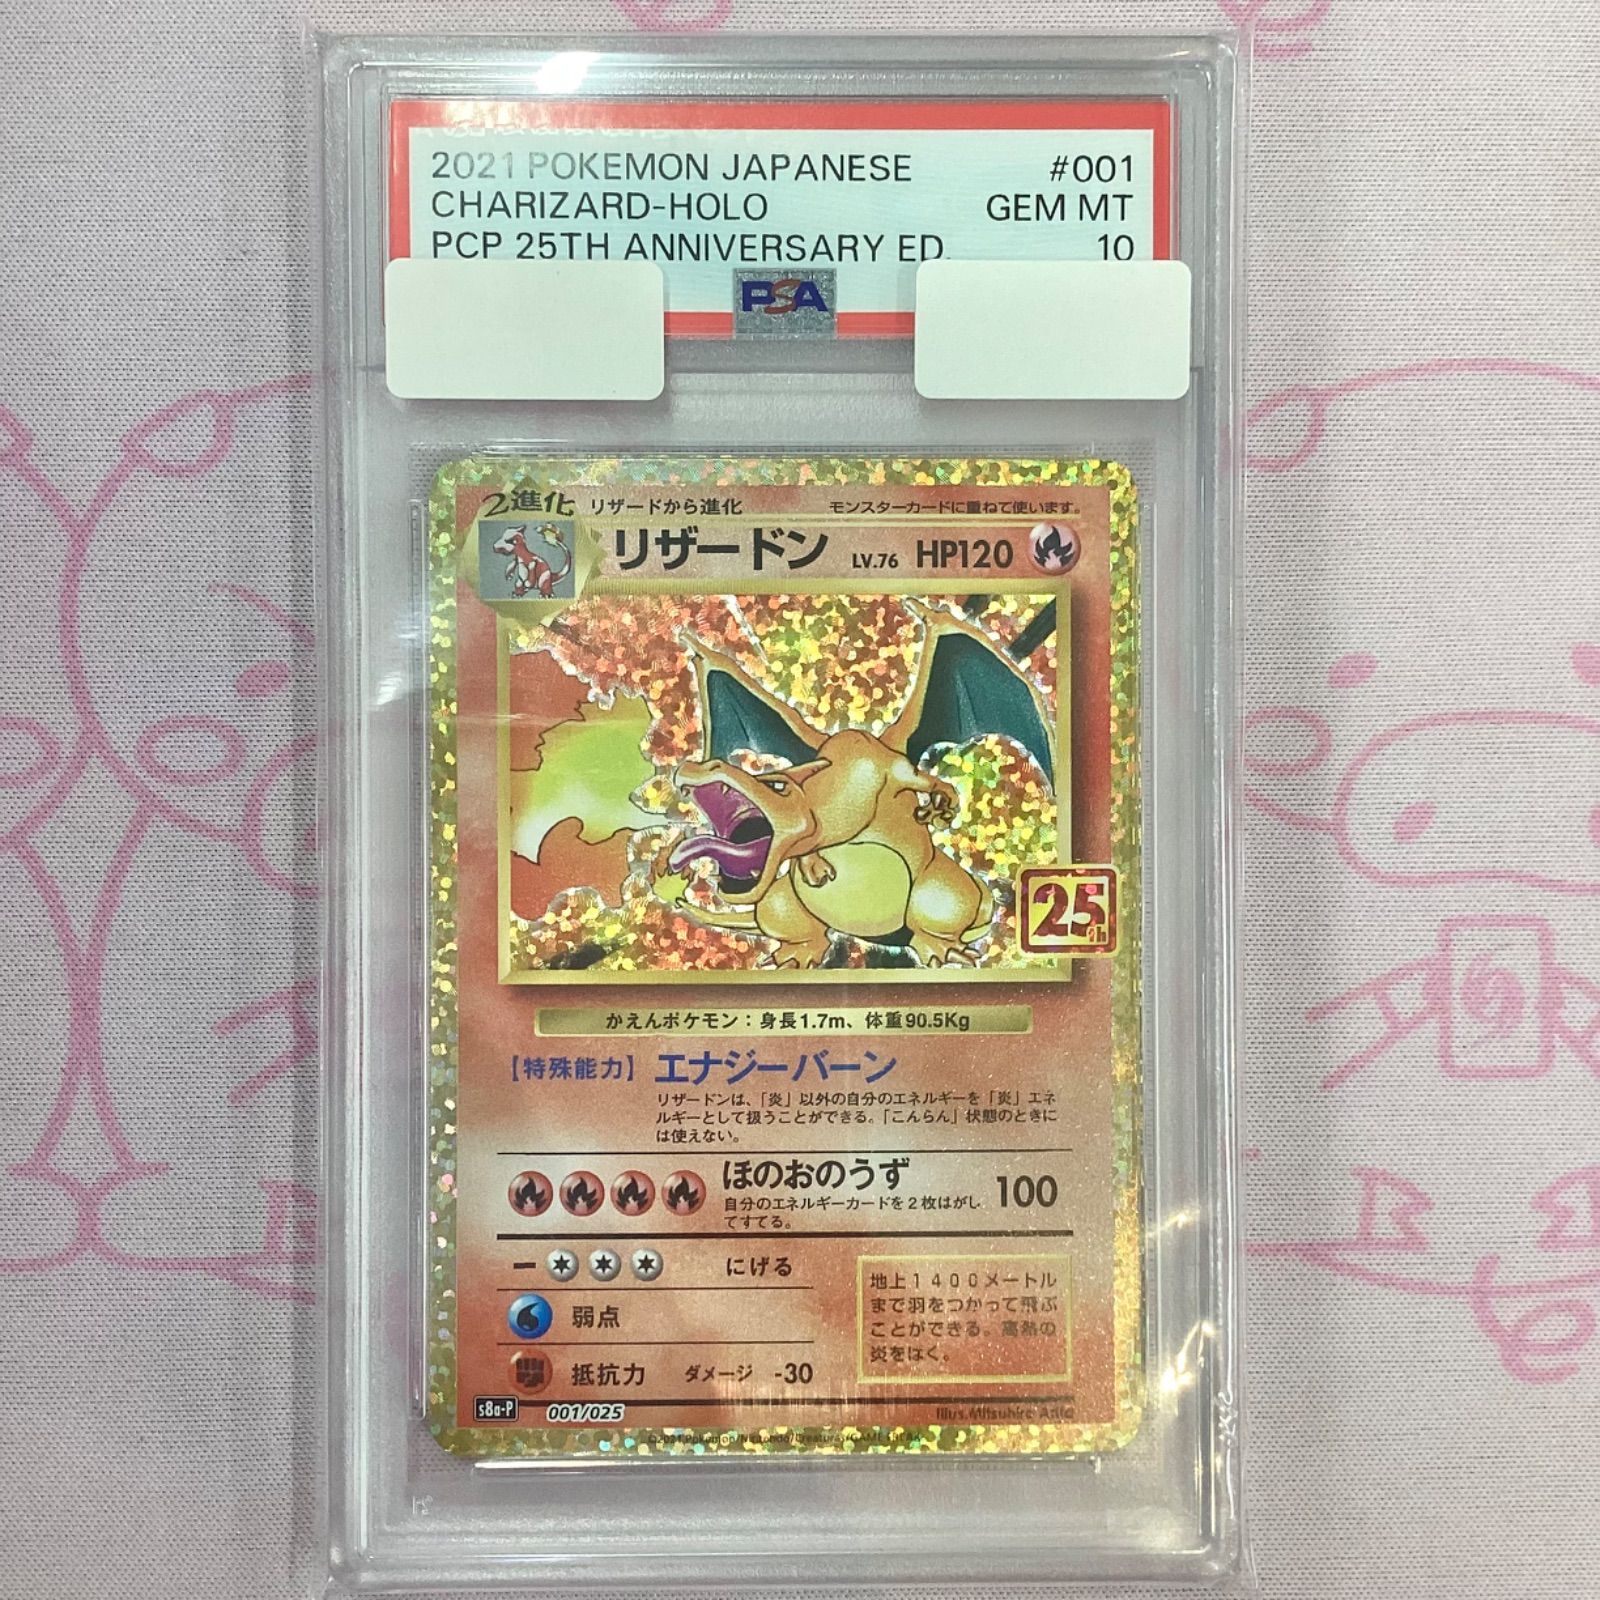 2021 POKEMON JAPANESE #001
CHARIZARD-HOLO GEM MT
PCP 25TH ANNIVERSARY ED. 10
PSA
2進化 リザードから進化 モンスターカードに重ねて使います。
リザードン LV.76 HP120
25th
かえんポケモン：身長1.7m、体重90.5Kg
【特殊能力】 エナジーバーン
リザードンは、「炎」以外の自分のエネルギーを「炎」エネ
ルギーとして扱うことができる。「こんらん」状態のときに
は使えない。
ほのおのうず 100
自分のエネルギーカードを2枚はがし
てすてる。
にげる
弱点
抵抗力 ダメージ -30
地上1400メートル
まで羽をつかって飛ぶ
ことができる。高熱の
炎をはく。
s8a-P 001/025 Illus.Mitsuhiro Arita
©2021 Pokémon/Nintendo/Creatures/GAME FREAK